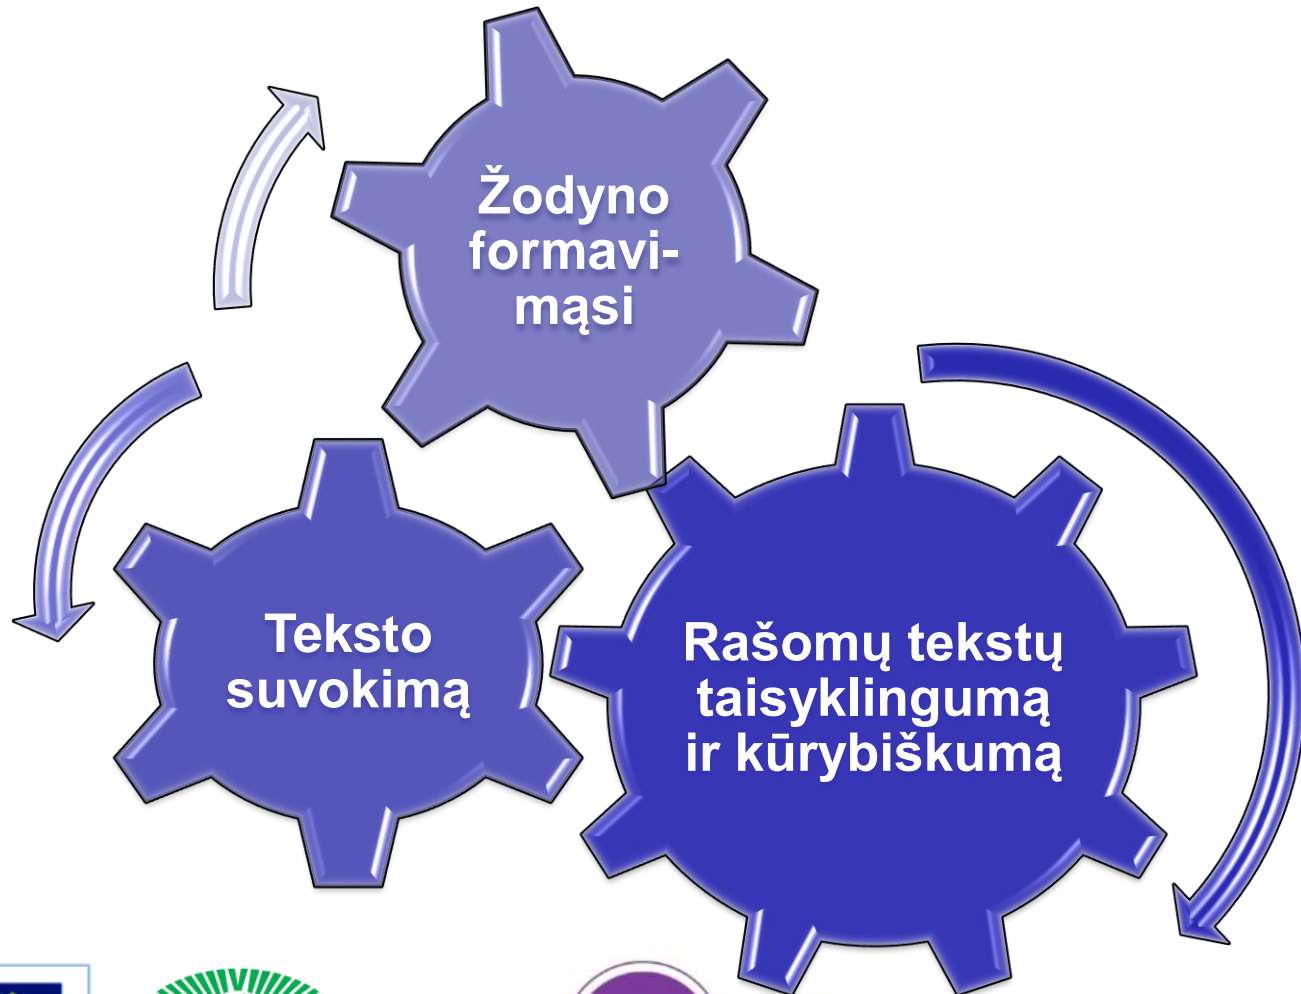 Žodyno
formavi-
mąsi
Teksto
suvokimą
Rašomų tekstų
taisyklingumą
ir kūrybiškumą